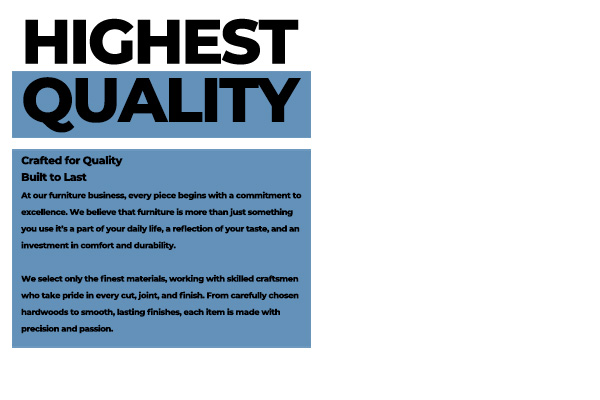 HIGHEST
QUALITY
Crafted for Quality
Built to Last
At our furniture business, every piece begins with a commitment to
excellence. We believe that furniture is more than just something
you use it's a part of your daily life, a reflection of your taste, and an
investment in comfort and durability.
We select only the finest materials, working with skilled craftsmen
who take pride in every cut, joint, and finish. From carefully chosen
hardwoods to smooth, lasting finishes, each item is made with
precision and passion.